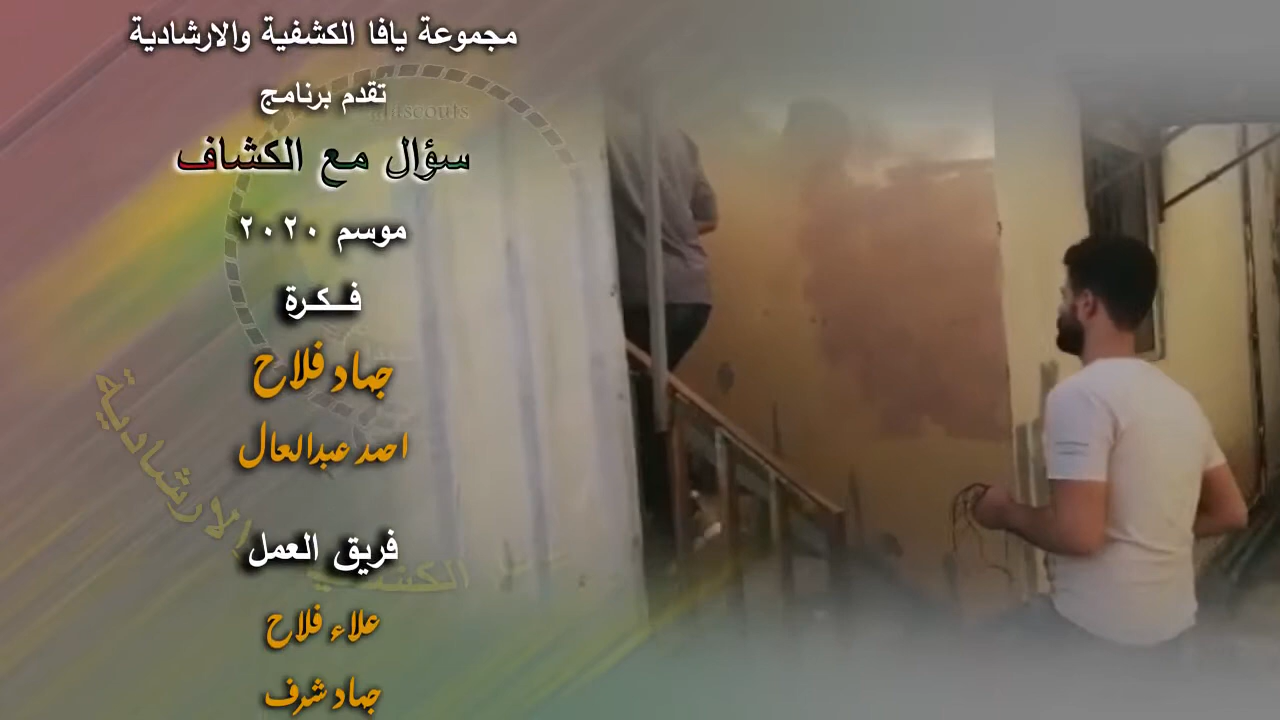 مجموعة يافا الكشفية والارشادية
تقدم برنامج
سؤال مع الكشاف
موسم ٢٠٢٠
فكرة
جهاد فلاح
احمد عبدالعال
فريق العمل
علاء فلاح
جهاد شرف
الارشادية